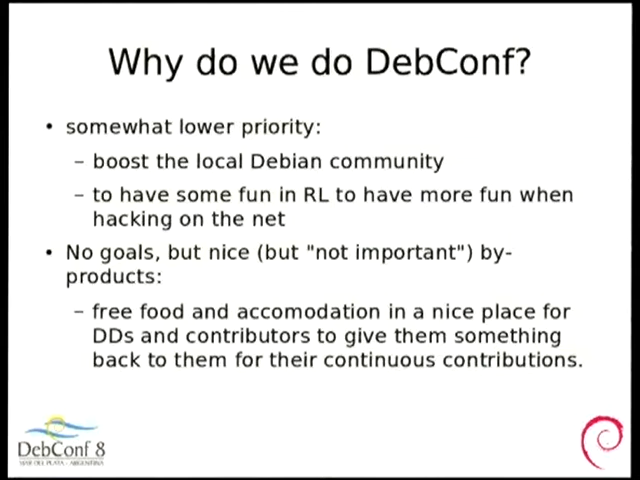 Why do we do DebConf?
• somewhat lower priority:
– boost the local Debian community
– to have some fun in RL to have more fun when
hacking on the net
• No goals, but nice (but "not important") by-
products:
– free food and accomodation in a nice place for
DDs and contributors to give them something
back to them for their continuous contributions.
DebConf 8
MAR DEL PLATA - ARGENTINA